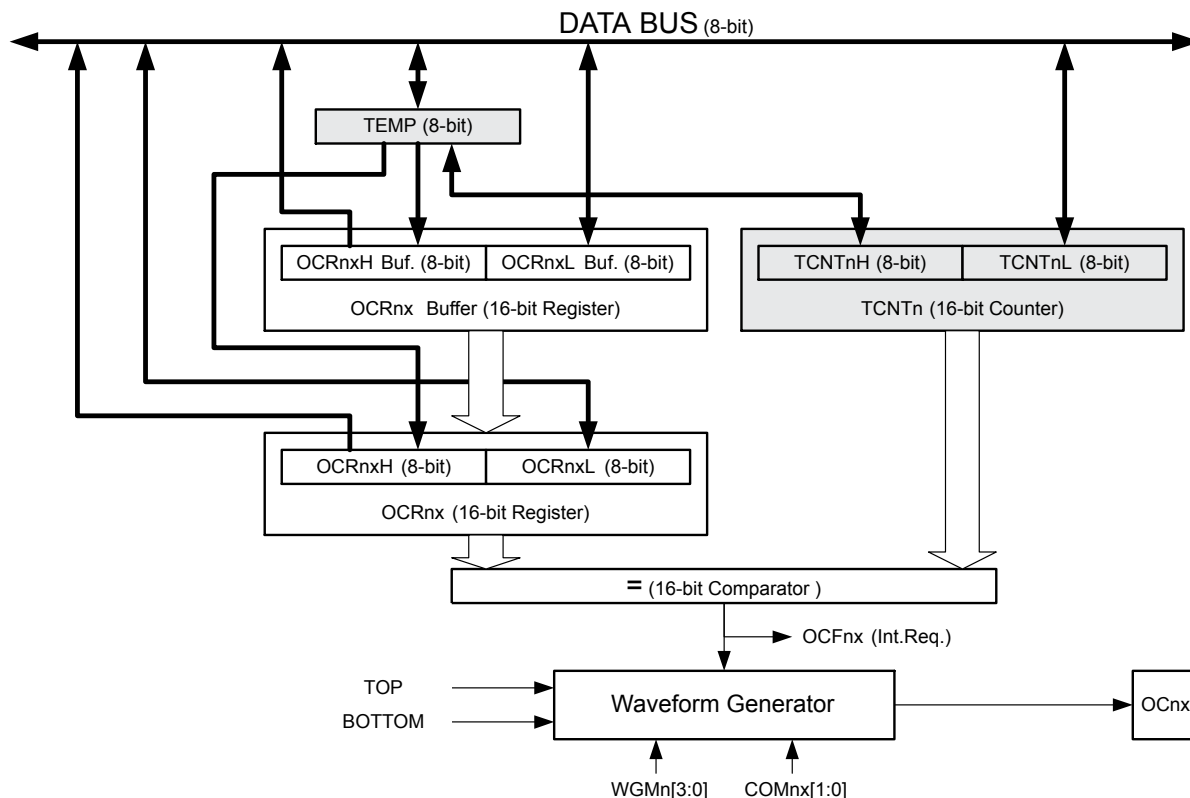 DATA BUS (8-bit)
TEMP (8-bit)
OCRnxH Buf. (8-bit)
OCRnxL Buf. (8-bit)
OCRnx Buffer (16-bit Register)
TCNTnH (8-bit)
TCNTnL (8-bit)
TCNTn (16-bit Counter)
OCRnxH (8-bit)
OCRnxL (8-bit)
OCRnx (16-bit Register)
= (16-bit Comparator )
OCFnx (Int.Req.)
TOP
BOTTOM
Waveform Generator
OCnx
WGMn[3:0]
COMnx[1:0]